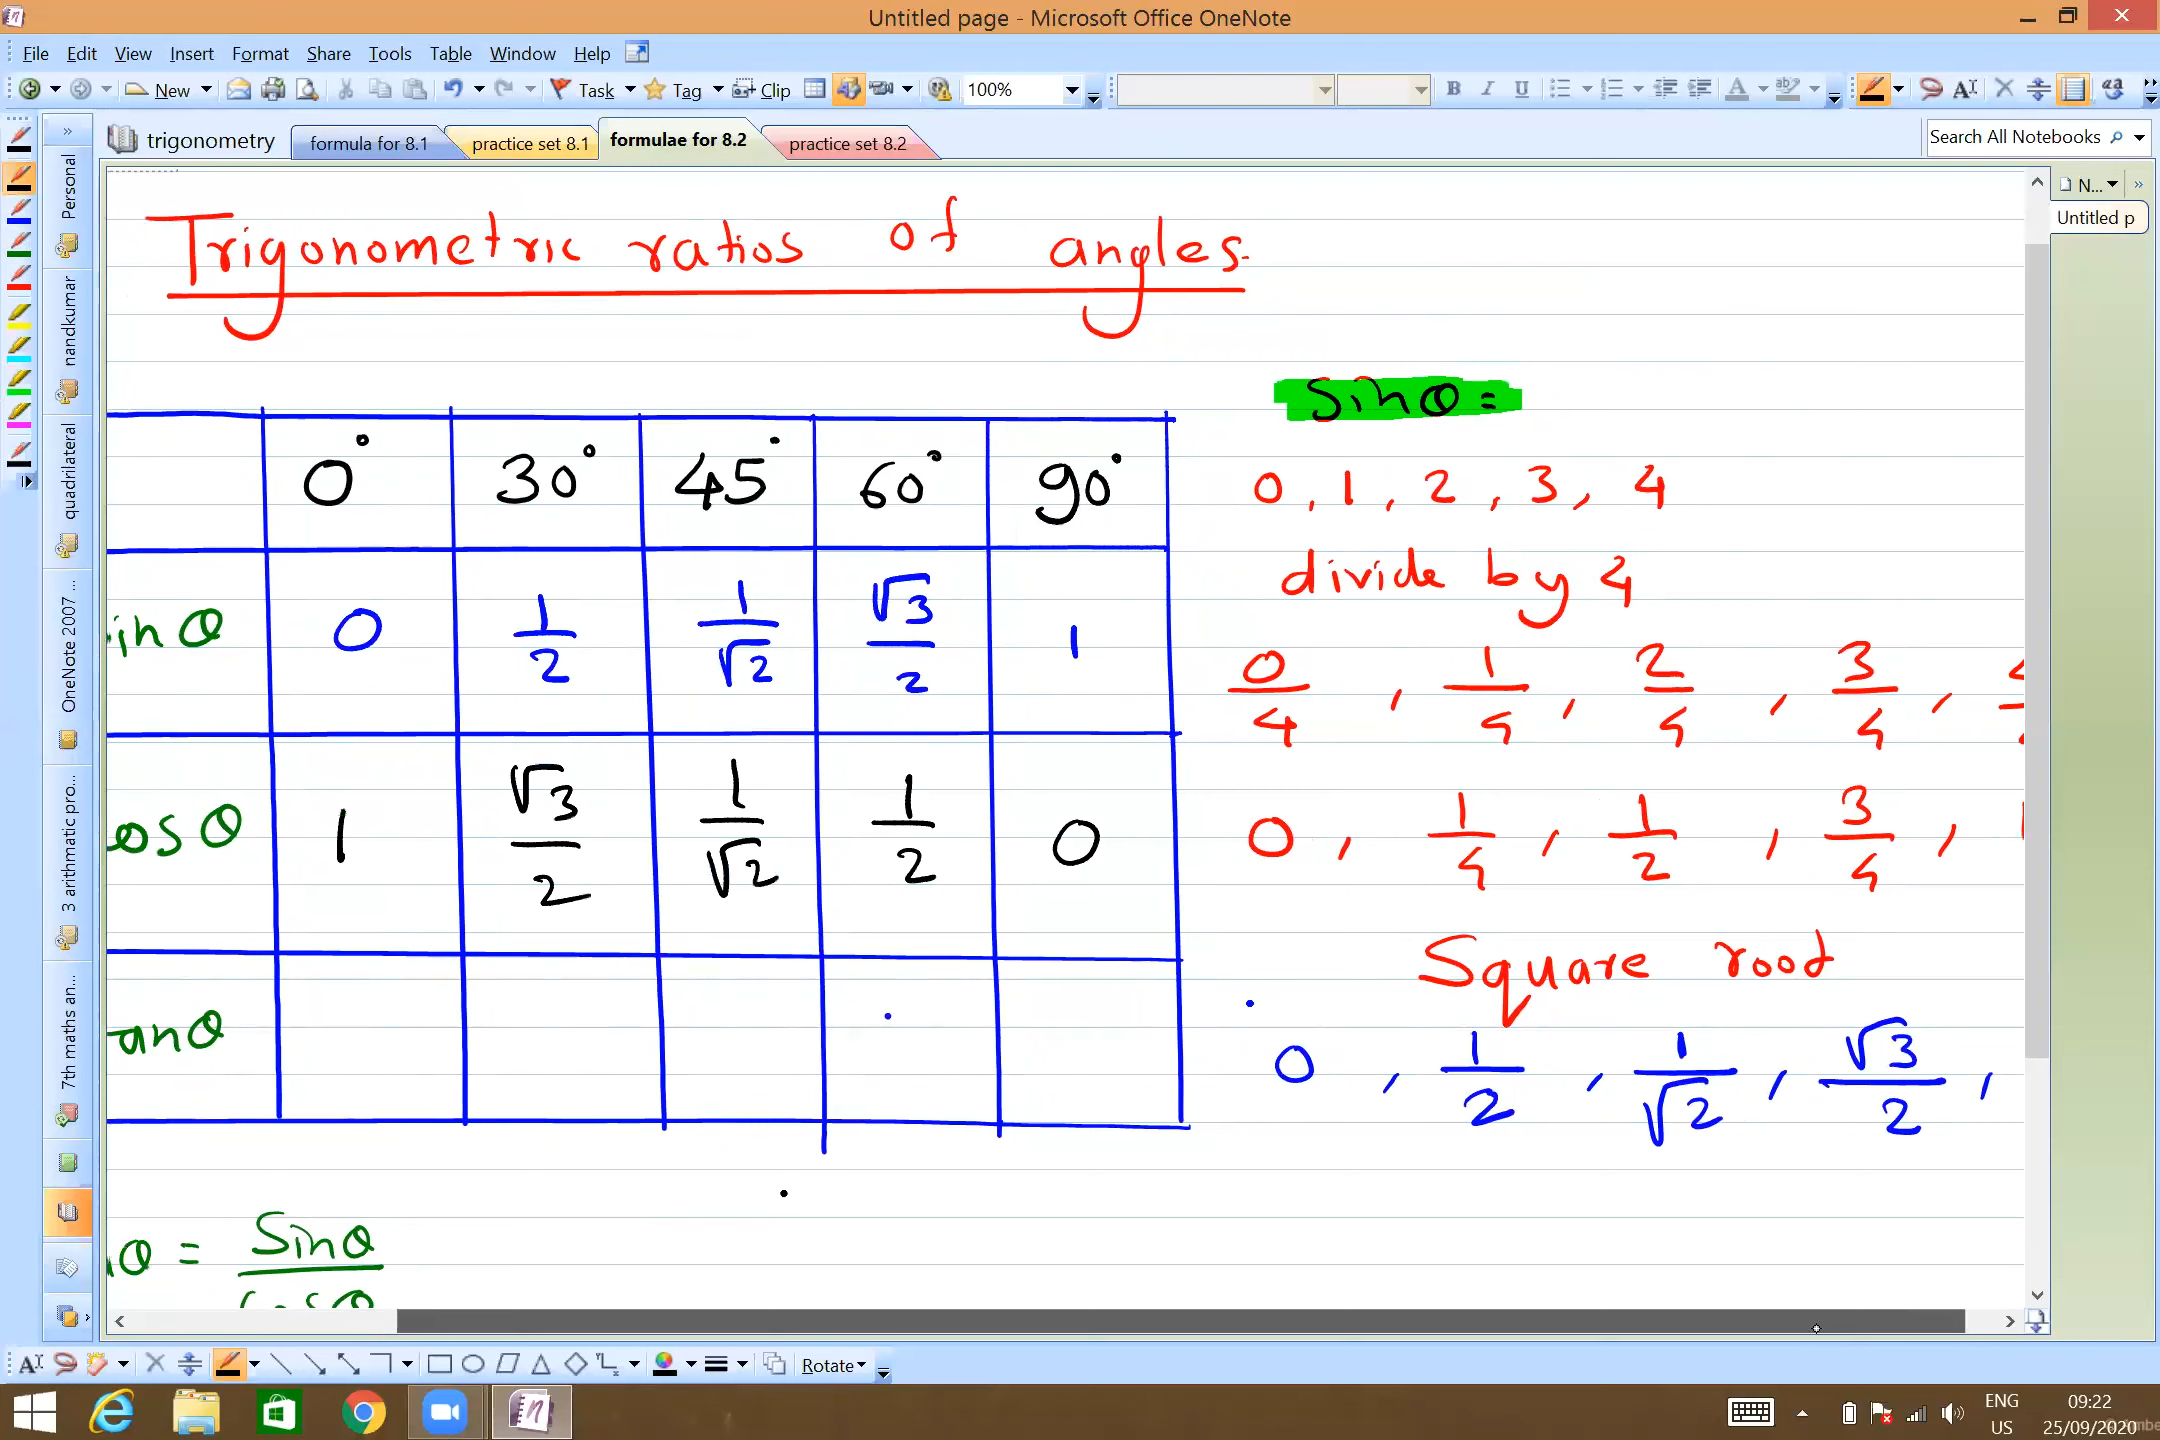 Untitled page - Microsoft Office OneNote
File Edit View Insert Format Share Tools Table Window Help
New Task Tag Clip 100% B I U
trigonometry formula for 8.1 practice set 8.1 formulae for 8.2 practice set 8.2
Search All Notebooks
N...
Untitled p
Personal
nandkumar
quadrilateral
OneNote 2007 ...
3 arithmatic pro...
7th maths an...
Trigonometric ratios of angles.
0° 30° 45° 60° 90°
inθ 0 1/2 1/√2 √3/2 1
osθ 1 √3/2 1/√2 1/2 0
anθ
θ = Sinθ/cosθ
Sinθ =
0, 1, 2, 3, 4
divide by 4
0/4, 1/4, 2/4, 3/4,
0, 1/4, 1/2, 3/4, 1
Square root
0, 1/2, 1/√2, √3/2,
Rotate
ENG
US
09:22
25/09/2020